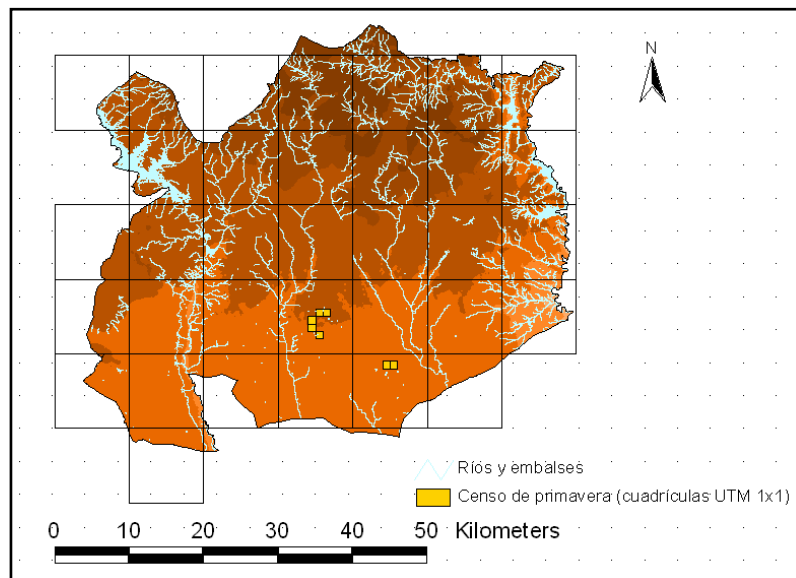 N
Ríos y embalses
Censo de primavera (cuadrículas UTM 1x1)
0 10 20 30 40 50 Kilometers